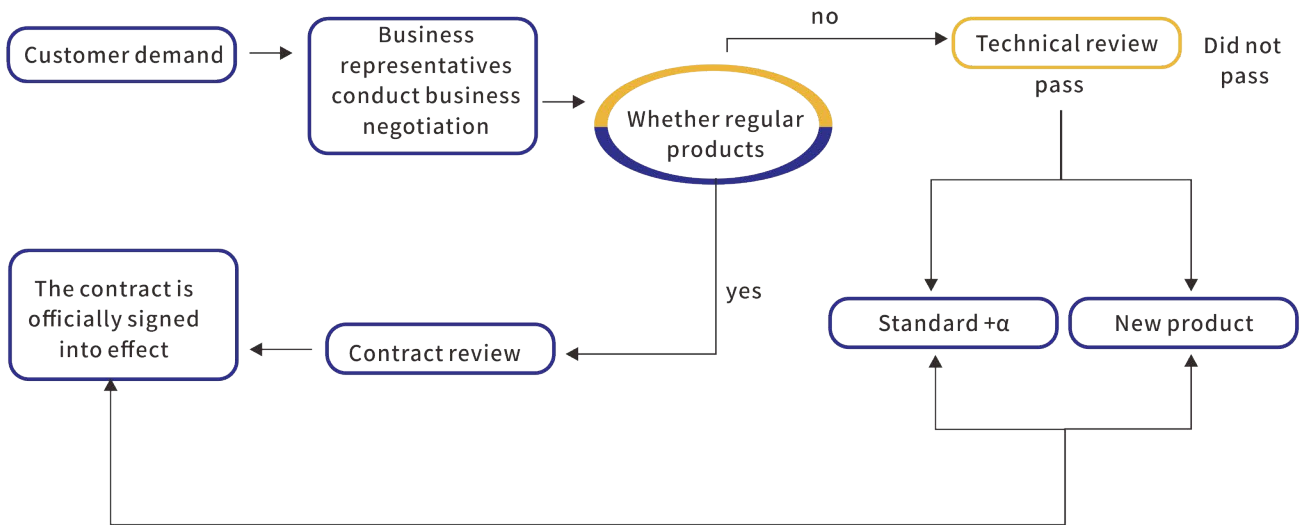 Customer demand
Business
representatives
conduct business
negotiation
Whether regular
products
no
Technical review
pass
Did not
pass
yes
Standard +α
New product
Contract review
The contract is
officially signed
into effect